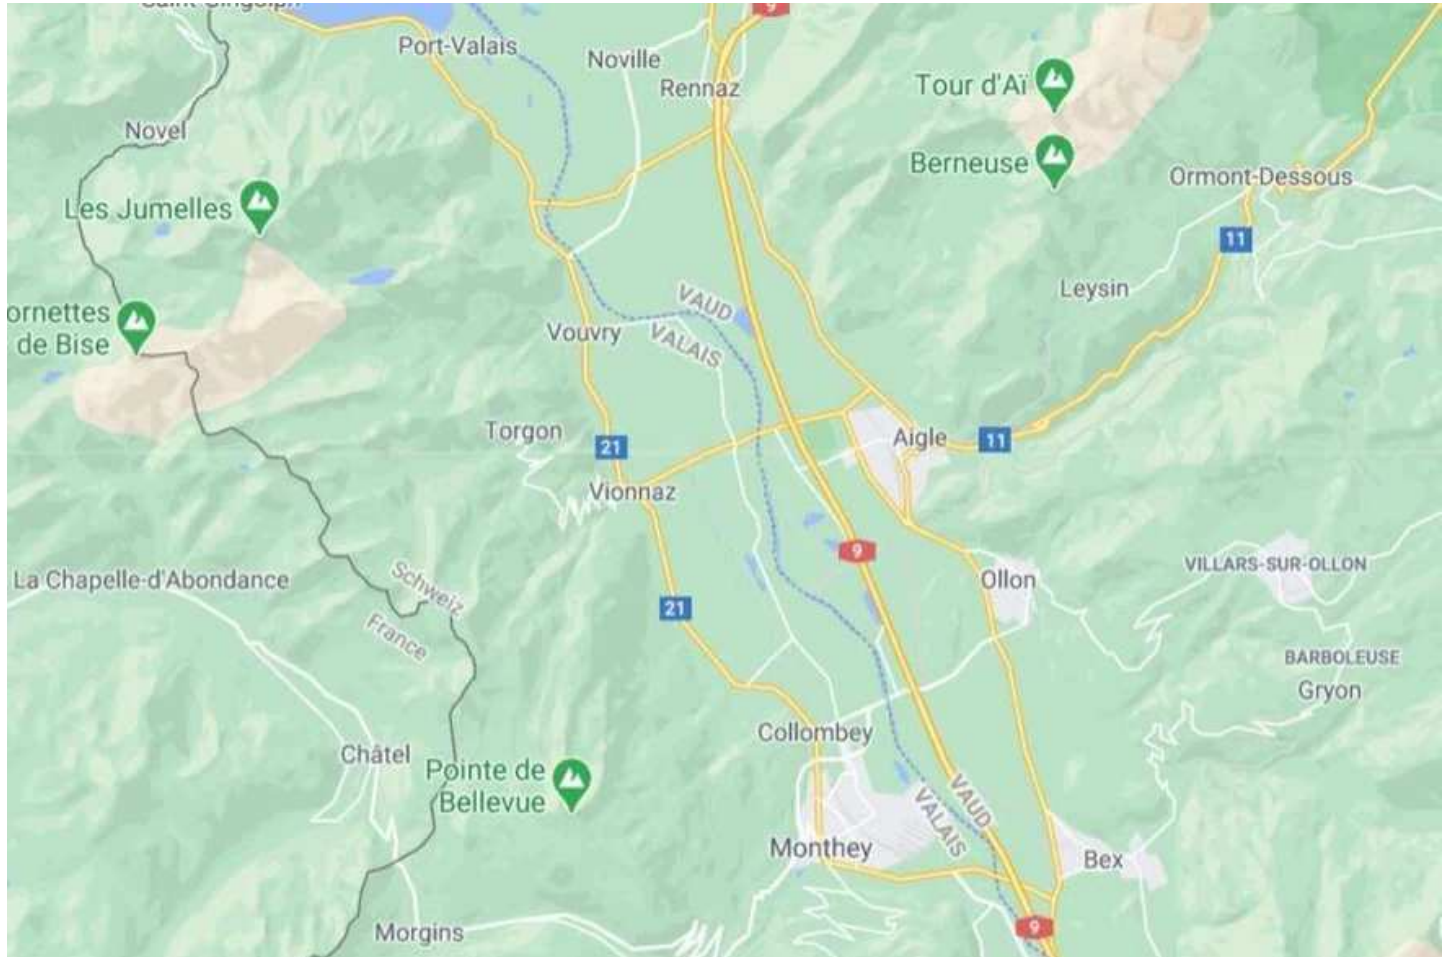 Port-Valais
Noville
9
Rennaz
Tour d'Aï
Novel
Berneuse
Ormont-Dessous
Les Jumelles
11
Leysin
ornettes
de Bise
VAUD
VALAIS
Vouvry
Torgon
21
Aigle
11
Vionnaz
9
La Chapelle-d'Abondance
Schweiz
France
21
Ollon
VILLARS-SUR-OLLON
BARBOLEUSE
Gryon
Collombey
Châtel
Pointe de
Bellevue
VAUD
VALAIS
Monthey
Bex
Morgins
9